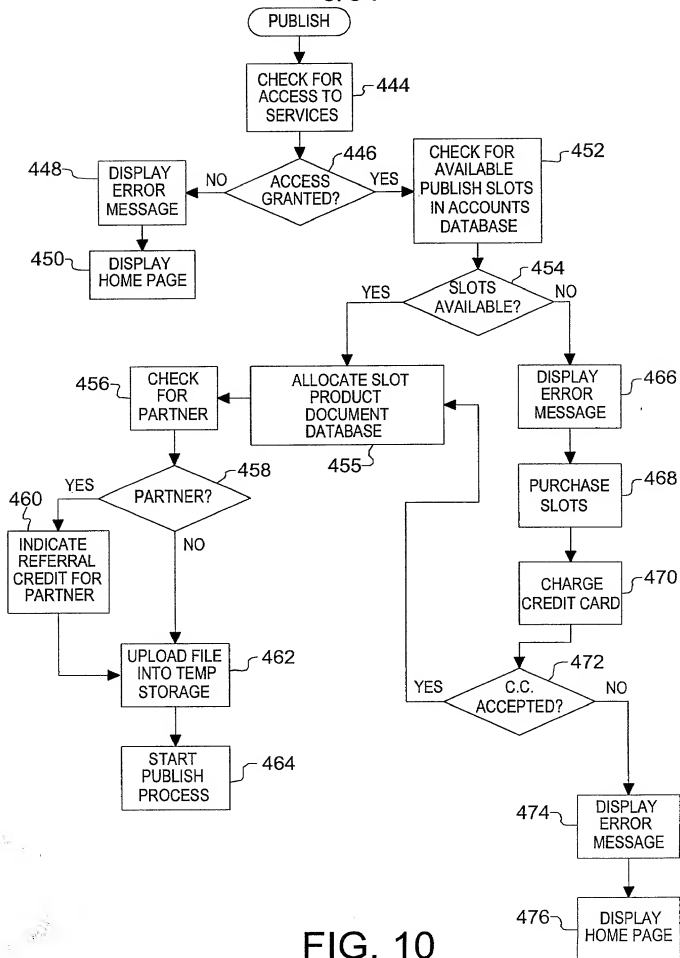 PUBLISH
CHECK FOR
ACCESS TO
SERVICES
444
446
ACCESS
GRANTED?
NO
YES
448
DISPLAY
ERROR
MESSAGE
450
DISPLAY
HOME PAGE
CHECK FOR
AVAILABLE
PUBLISH SLOTS
IN ACCOUNTS
DATABASE
452
454
SLOTS
AVAILABLE?
YES
NO
456
CHECK
FOR
PARTNER
ALLOCATE SLOT
PRODUCT
DOCUMENT
DATABASE
455
DISPLAY
ERROR
MESSAGE
466
458
PARTNER?
YES
NO
460
INDICATE
REFERRAL
CREDIT FOR
PARTNER
PURCHASE
SLOTS
468
CHARGE
CREDIT CARD
470
UPLOAD FILE
INTO TEMP
STORAGE
462
472
C.C.
ACCEPTED?
YES
NO
START
PUBLISH
PROCESS
464
474
DISPLAY
ERROR
MESSAGE
476
DISPLAY
HOME PAGE
FIG. 10